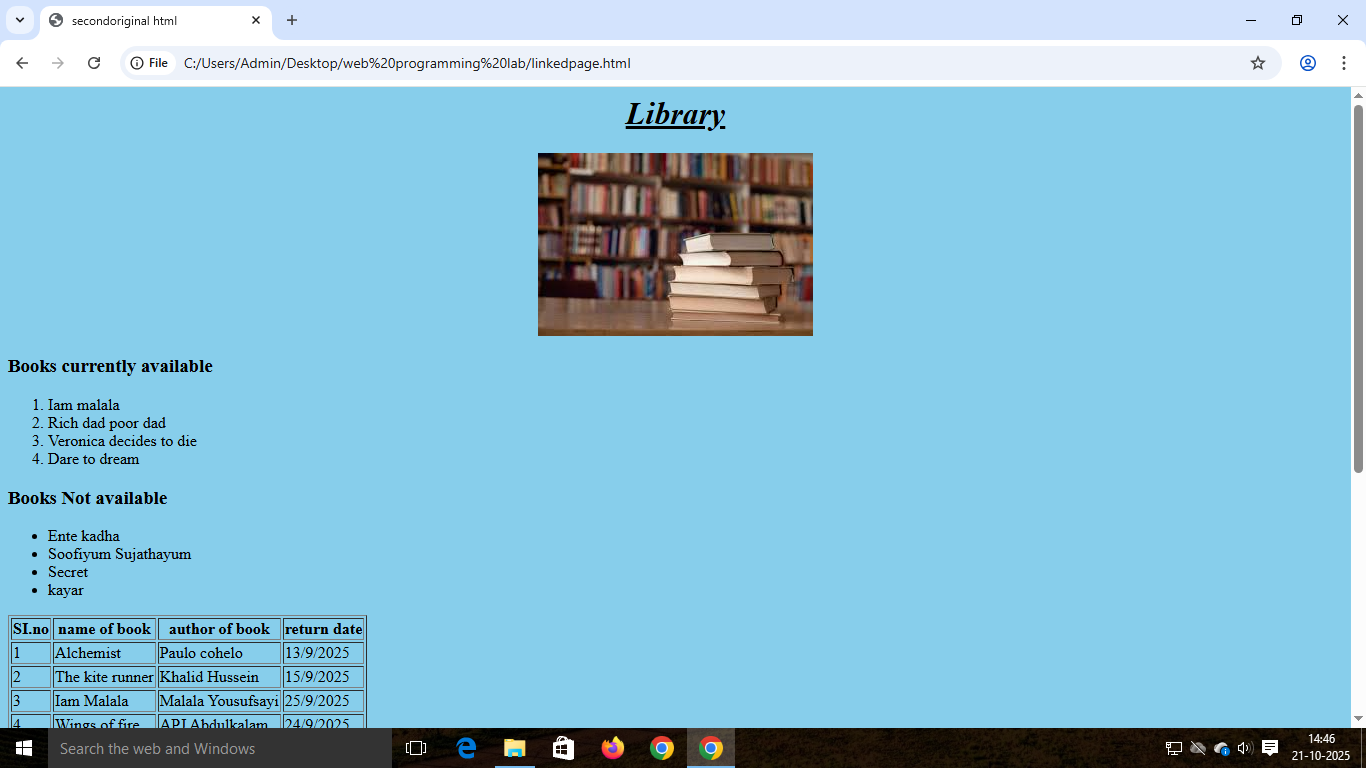 secondoriginal html
File C:/Users/Admin/Desktop/web%20programming%20lab/linkedpage.html
Library
Books currently available
1. Iam malala
2. Rich dad poor dad
3. Veronica decides to die
4. Dare to dream
Books Not available
• Ente kadha
• Soofiyum Sujathayum
• Secret
• kayar
SI.no name of book author of book return date
1 Alchemist Paulo cohelo 13/9/2025
2 The kite runner Khalid Hussein 15/9/2025
3 Iam Malala Malala Yousufsayi 25/9/2025
4 Wings of fire APJ Abdulkalam 24/9/2025
Search the web and Windows
14:46
21-10-2025